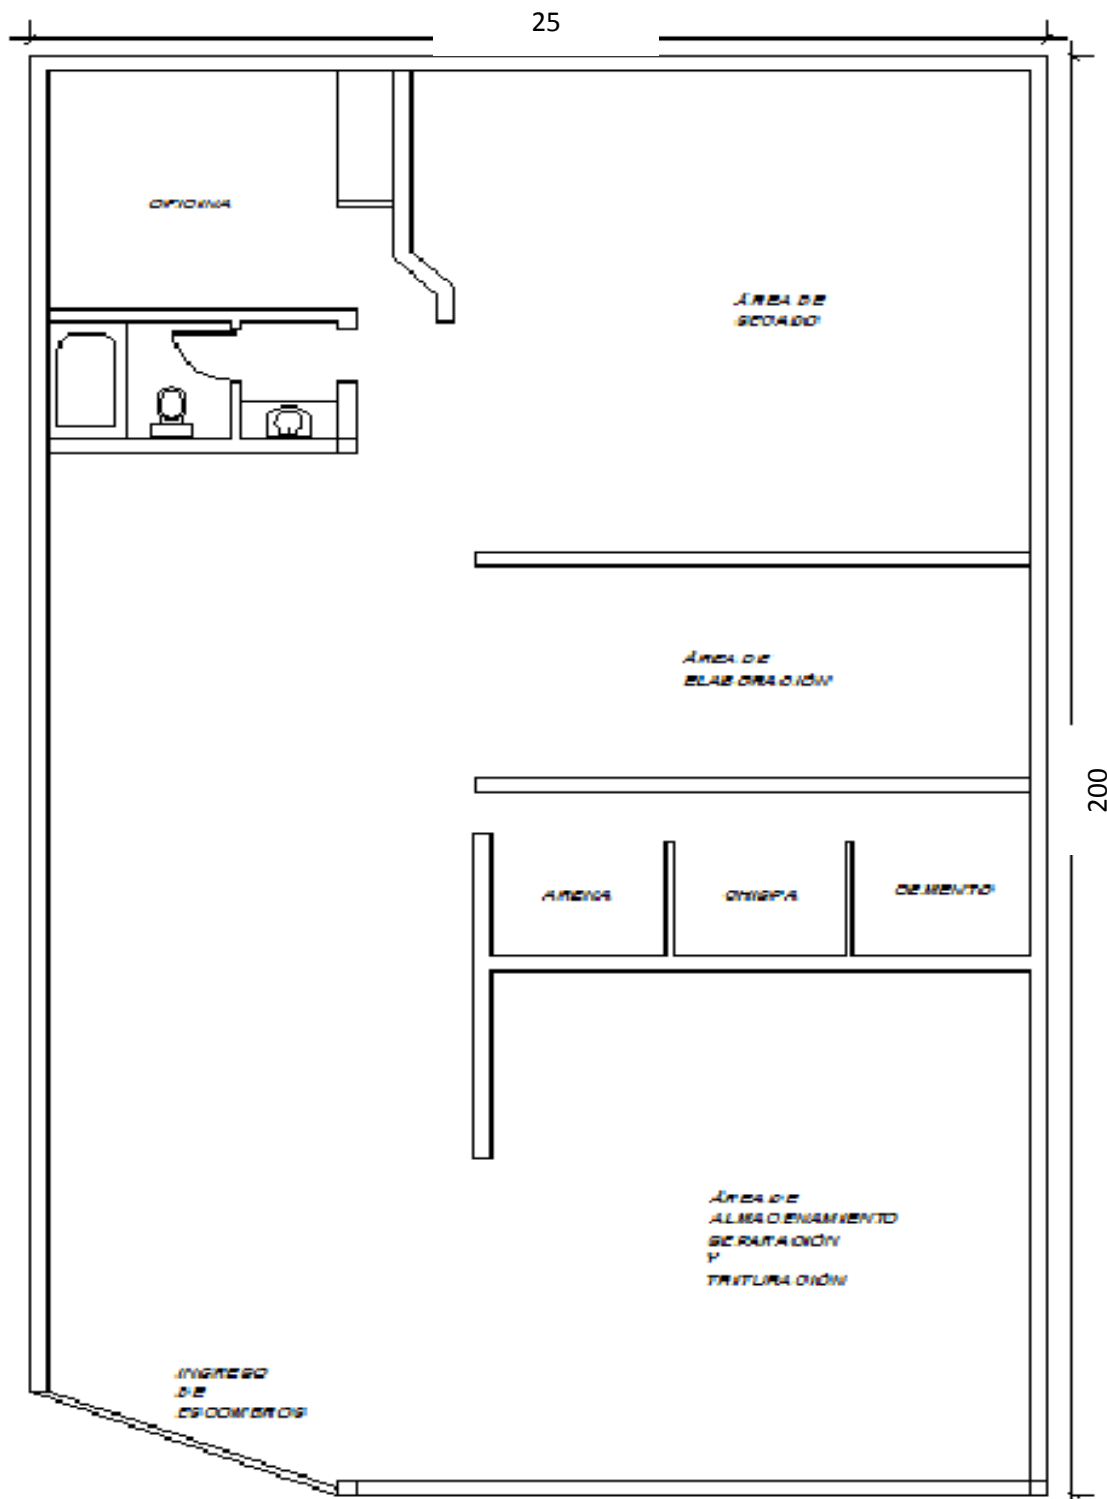 25
OFICINA
ÁREA DE
SECADO
ÁREA DE
ELABORACIÓN
200
ARENA
CHISPA
CEMENTO
ÁREA DE
ALMACENAMIENTO
SEPARACIÓN
Y
TRITURACIÓN
INGRESO
DE
ESCOMBROS